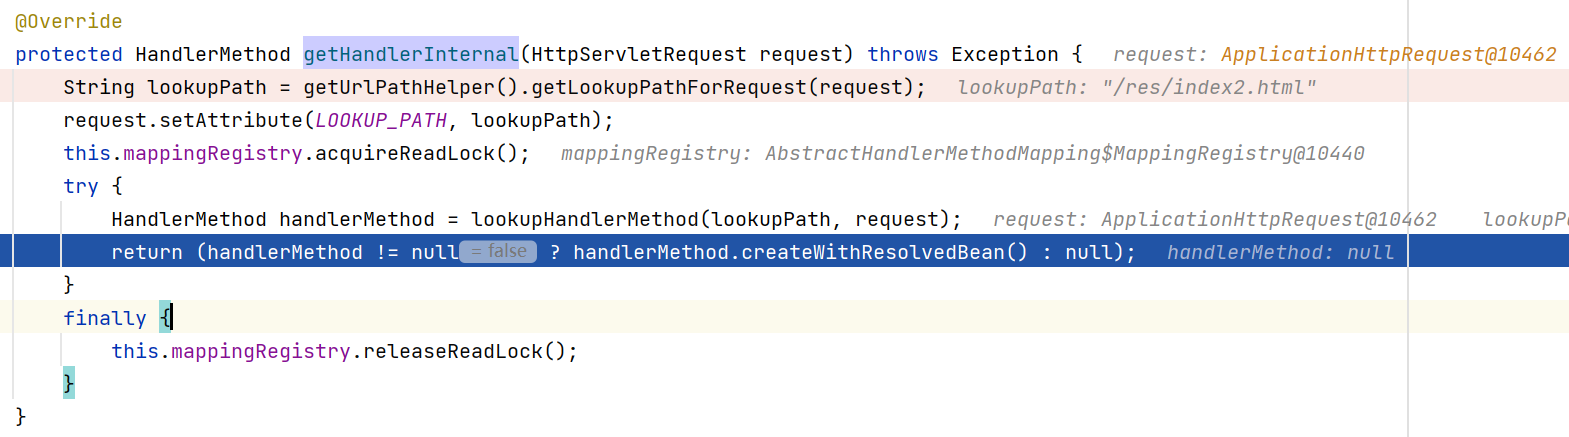 @Override
protected HandlerMethod getHandlerInternal(HttpServletRequest request) throws Exception {   request: ApplicationHttpRequest@10462
    String lookupPath = getUrlPathHelper().getLookupPathForRequest(request);   lookupPath: "/res/index2.html"
    request.setAttribute(LOOKUP_PATH, lookupPath);
    this.mappingRegistry.acquireReadLock();   mappingRegistry: AbstractHandlerMethodMapping$MappingRegistry@10440
    try {
        HandlerMethod handlerMethod = lookupHandlerMethod(lookupPath, request);   request: ApplicationHttpRequest@10462   lookupP
        return (handlerMethod != null = false ? handlerMethod.createWithResolvedBean() : null);   handlerMethod: null
    }
    finally {
        this.mappingRegistry.releaseReadLock();
    }
}